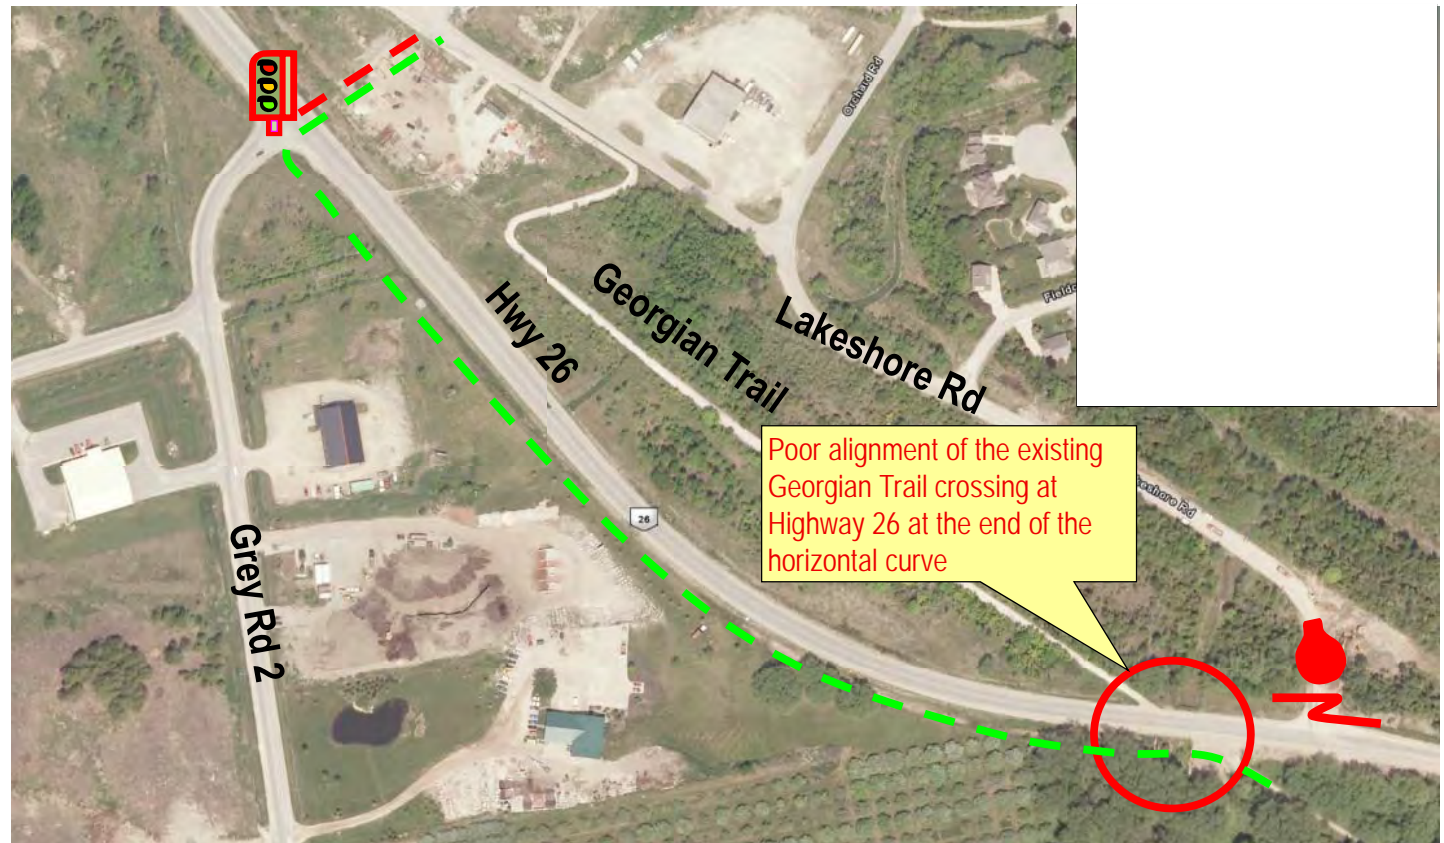 ppp
Orchard Rd
Hwy 26
Georgian Trail
Lakeshore Rd
Poor alignment of the existing
Georgian Trail crossing at
Highway 26 at the end of the
horizontal curve
26
Grey Rd 2